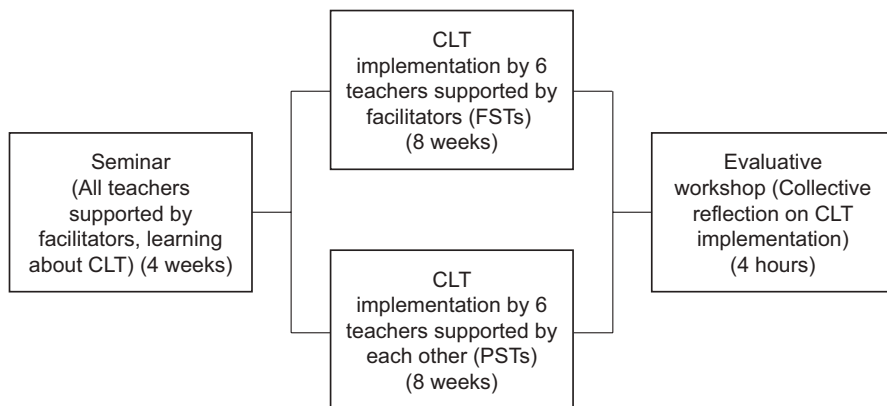 Seminar
(All teachers
supported by
facilitators, learning
about CLT) (4 weeks)
CLT
implementation by 6
teachers supported by
facilitators (FSTs)
(8 weeks)
CLT
implementation by 6
teachers supported by
each other (PSTs)
(8 weeks)
Evaluative
workshop (Collective
reflection on CLT
implementation)
(4 hours)